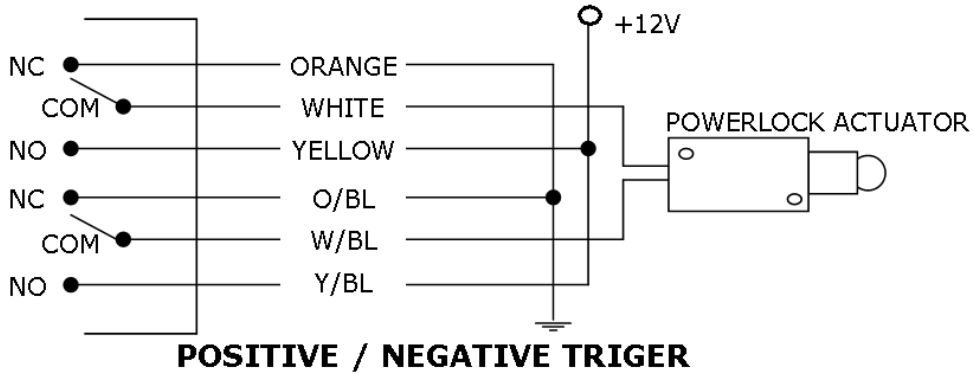 +12V
NC ORANGE
COM WHITE
POWERLOCK ACTUATOR
NO YELLOW
NC O/BL
COM W/BL
NO Y/BL
POSITIVE / NEGATIVE TRIGER